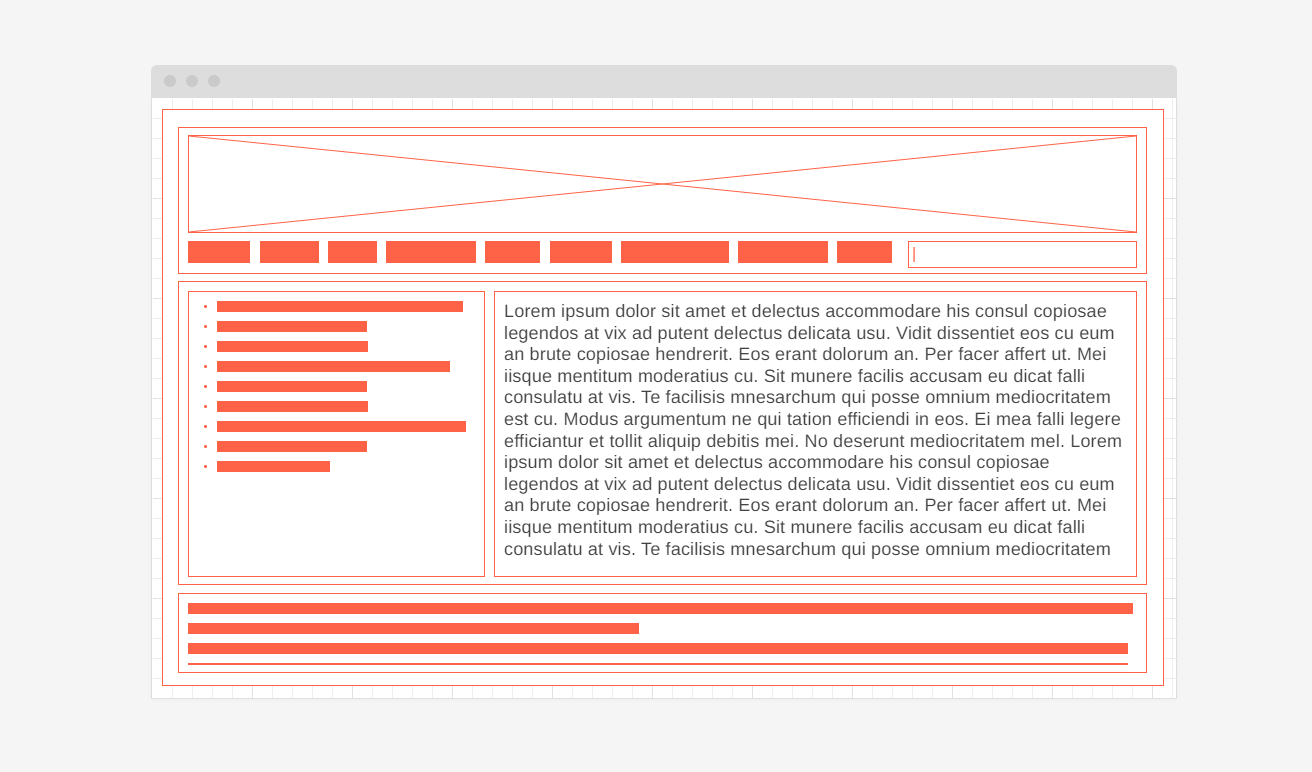 Lorem ipsum dolor sit amet et delectus accommodare his consul copiosae
legendos at vix ad putent delectus delicata usu. Vidit dissentiet eos cu eum
an brute copiosae hendrerit. Eos erant dolorum an. Per facer affert ut. Mei
iisque mentitum moderatius cu. Sit munere facilis accusam eu dicat falli
consulatu at vis. Te facilisis mnesarchum qui posse omnium mediocritatem
est cu. Modus argumentum ne qui tation efficiendi in eos. Ei mea falli legere
efficiantur et tollit aliquip debitis mei. No deserunt mediocritatem mel. Lorem
ipsum dolor sit amet et delectus accommodare his consul copiosae
legendos at vix ad putent delectus delicata usu. Vidit dissentiet eos cu eum
an brute copiosae hendrerit. Eos erant dolorum an. Per facer affert ut. Mei
iisque mentitum moderatius cu. Sit munere facilis accusam eu dicat falli
consulatu at vis. Te facilisis mnesarchum qui posse omnium mediocritatem